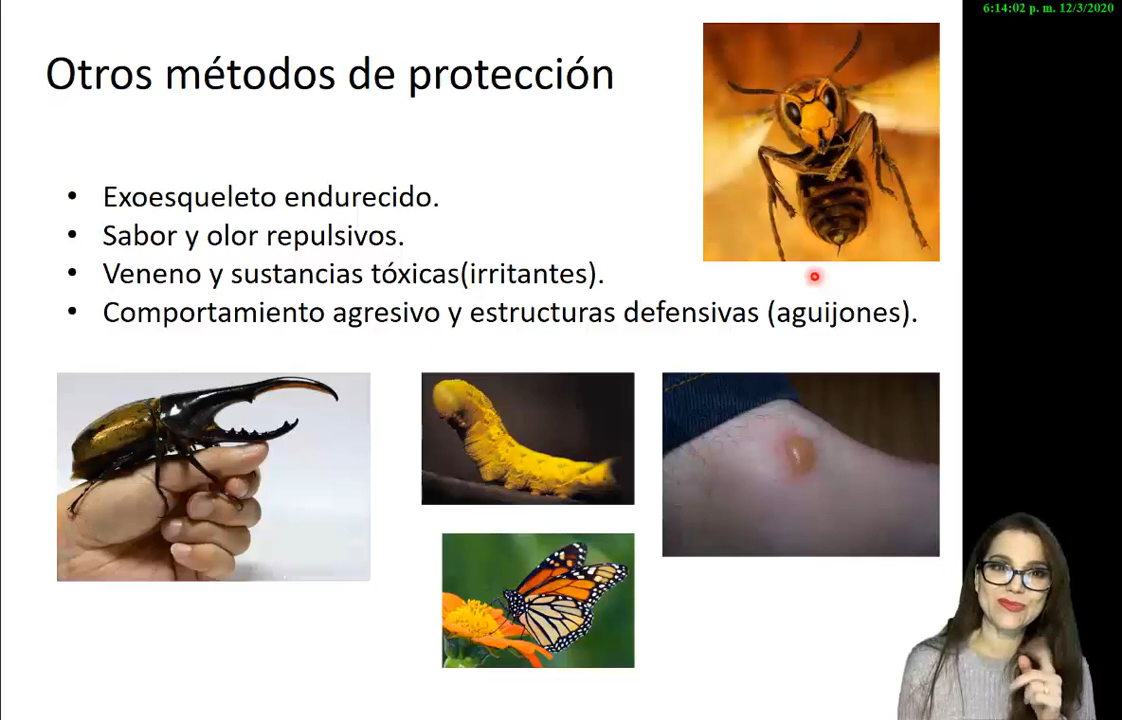 6:14:02 p. m. 12/3/2020
Otros métodos de protección
• Exoesqueleto endurecido.
• Sabor y olor repulsivos.
• Veneno y sustancias tóxicas(irritantes).
• Comportamiento agresivo y estructuras defensivas (aguijones).